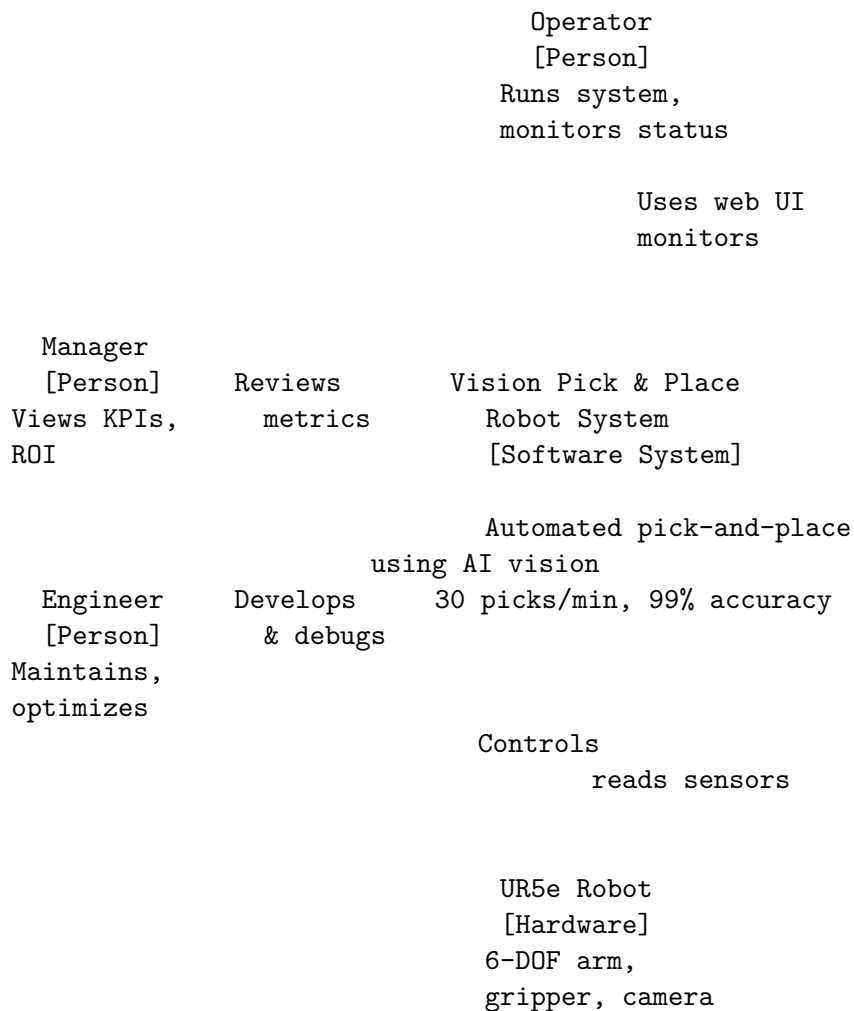 Operator
[Person]
Runs system,
monitors status
Uses web UI
monitors
Manager
[Person] Reviews Vision Pick & Place
Views KPIs, metrics Robot System
ROI [Software System]
Automated pick-and-place
using AI vision
Engineer Develops 30 picks/min, 99% accuracy
[Person] & debugs
Maintains,
optimizes
Controls
reads sensors
UR5e Robot
[Hardware]
6-DOF arm,
gripper, camera